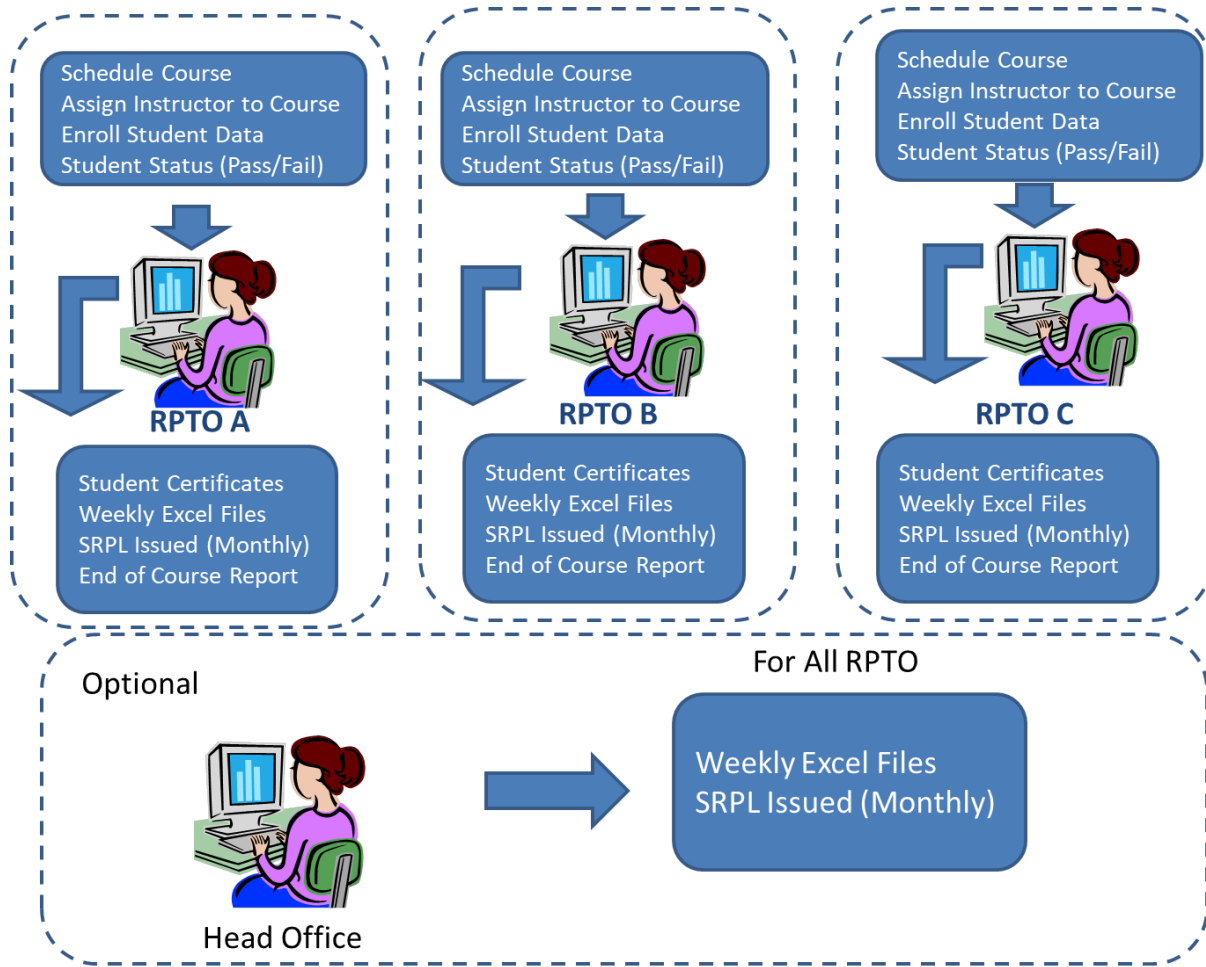 Schedule Course
Assign Instructor to Course
Enroll Student Data
Student Status (Pass/Fail)
RPTO A
Student Certificates
Weekly Excel Files
SRPL Issued (Monthly)
End of Course Report
Schedule Course
Assign Instructor to Course
Enroll Student Data
Student Status (Pass/Fail)
RPTO B
Student Certificates
Weekly Excel Files
SRPL Issued (Monthly)
End of Course Report
Schedule Course
Assign Instructor to Course
Enroll Student Data
Student Status (Pass/Fail)
RPTO C
Student Certificates
Weekly Excel Files
SRPL Issued (Monthly)
End of Course Report
Optional
Head Office
For All RPTO
Weekly Excel Files
SRPL Issued (Monthly)